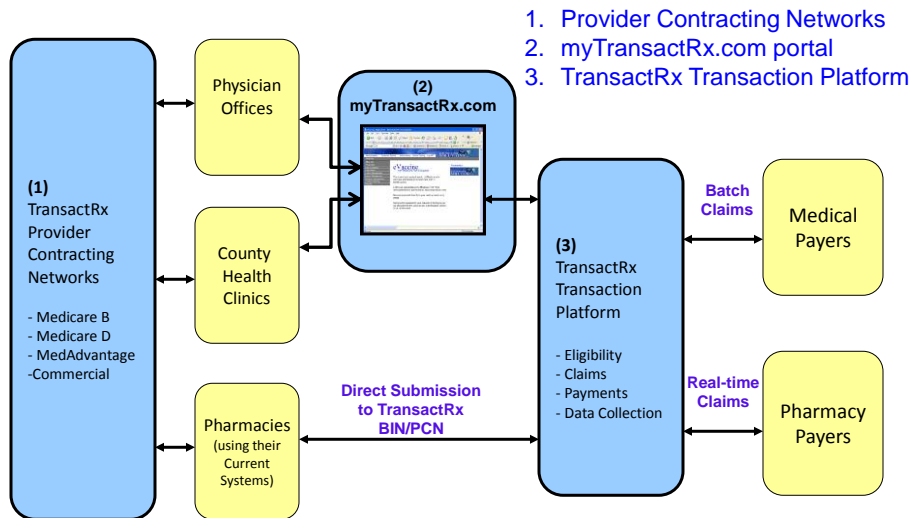 1. Provider Contracting Networks
2. myTransactRx.com portal
3. TransactRx Transaction Platform
(1)
TransactRx
Provider
Contracting
Networks
- Medicare B
- Medicare D
- MedAdvantage
-Commercial
Physician
Offices
County
Health
Clinics
Pharmacies
(using their
Current
Systems)
(2)
myTransactRx.com
eVaccine
Direct Submission
to TransactRx
BIN/PCN
(3)
TransactRx
Transaction
Platform
- Eligibility
- Claims
- Payments
- Data Collection
Batch
Claims
Real-time
Claims
Medical
Payers
Pharmacy
Payers